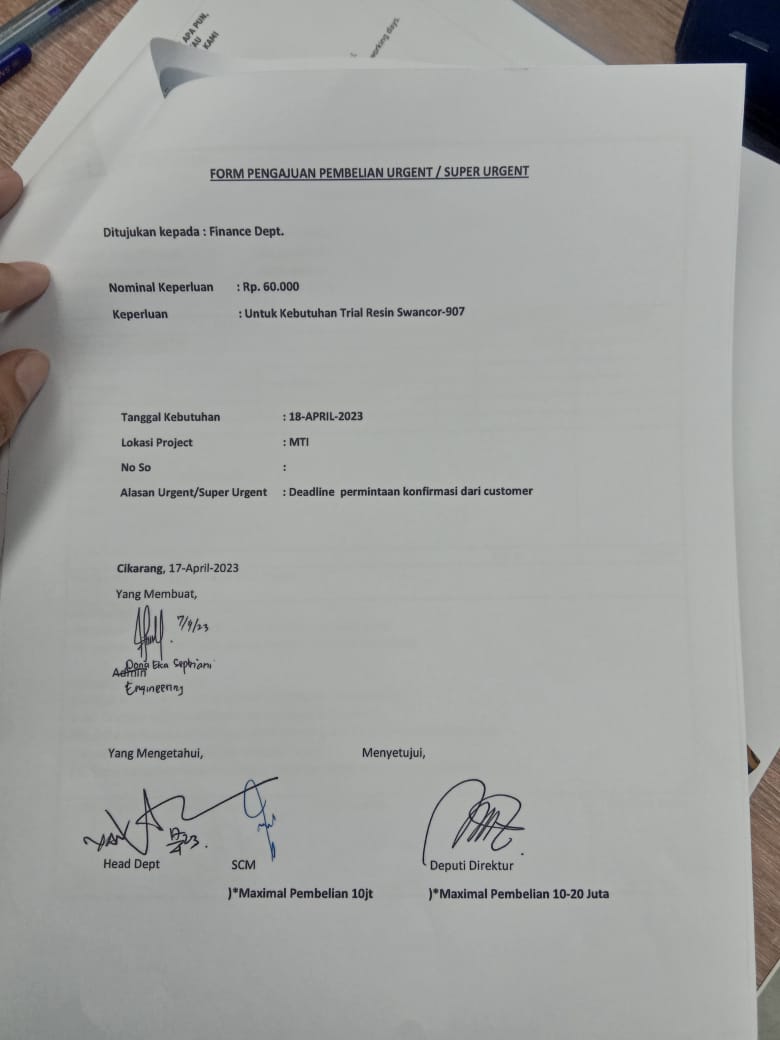 APA PUN,
AU
KAMI
working days.
FORM PENGAJUAN PEMBELIAN URGENT / SUPER URGENT
Ditujukan kepada : Finance Dept.
Nominal Keperluan : Rp. 60.000
Keperluan : Untuk Kebutuhan Trial Resin Swancor-907
Tanggal Kebutuhan : 18-APRIL-2023
Lokasi Project : MTI
No So :
Alasan Urgent/Super Urgent : Deadline permintaan konfirmasi dari customer
Cikarang, 17-April-2023
Yang Membuat,
7/4/23
Eka Septriani
Admin
Engineering
Yang Mengetahui, Menyetujui,
Head Dept SCM Deputi Direktur
)*Maximal Pembelian 10jt )*Maximal Pembelian 10-20 Juta